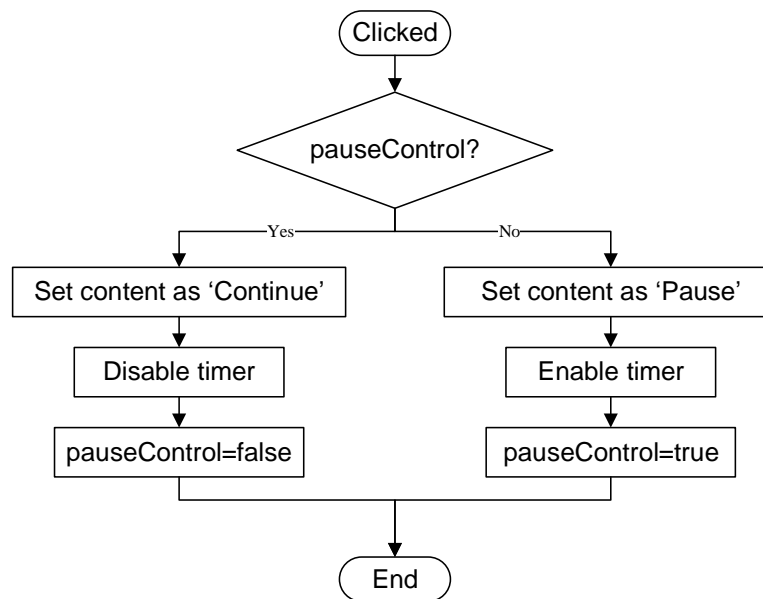 Clicked
pauseControl?
Yes
No
Set content as ‘Continue’
Set content as ‘Pause’
Disable timer
Enable timer
pauseControl=false
pauseControl=true
End